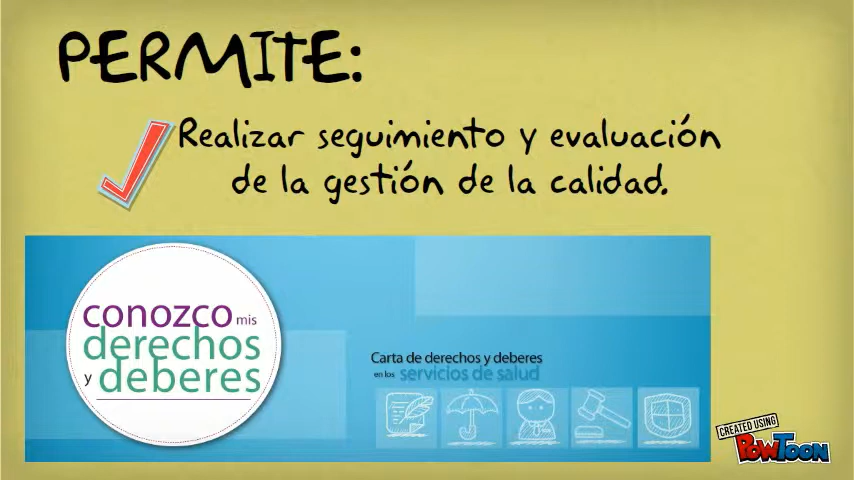 PERMITE:
Realizar seguimiento y evaluación
de la gestión de la calidad.
conozco mis
derechos
y deberes
Carta de derechos y deberes
en los servicios de salud
CREATED USING
POWTOON